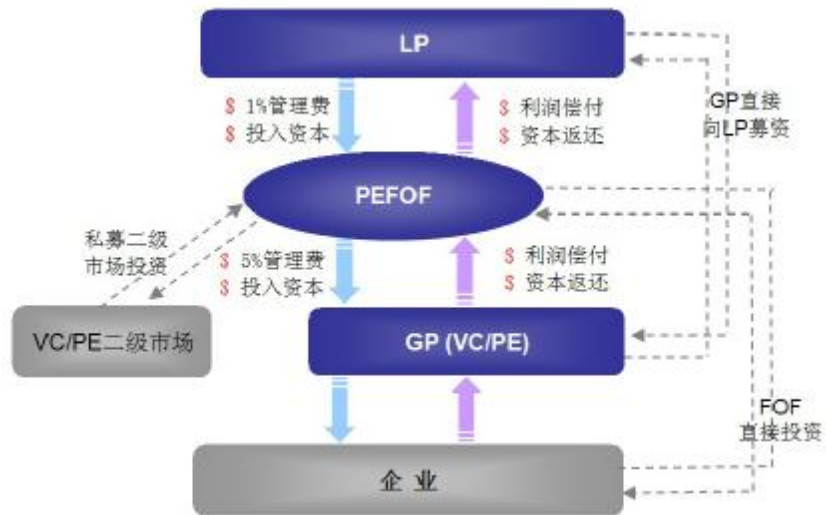 LP
$ 1%管理费
$ 投入资本
$ 利润偿付
$ 资本返还
GP直接
向LP募资
PEFOF
私募二级
市场投资
$ 5%管理费
$ 投入资本
$ 利润偿付
$ 资本返还
VC/PE二级市场
GP (VC/PE)
FOF
直接投资
企 业